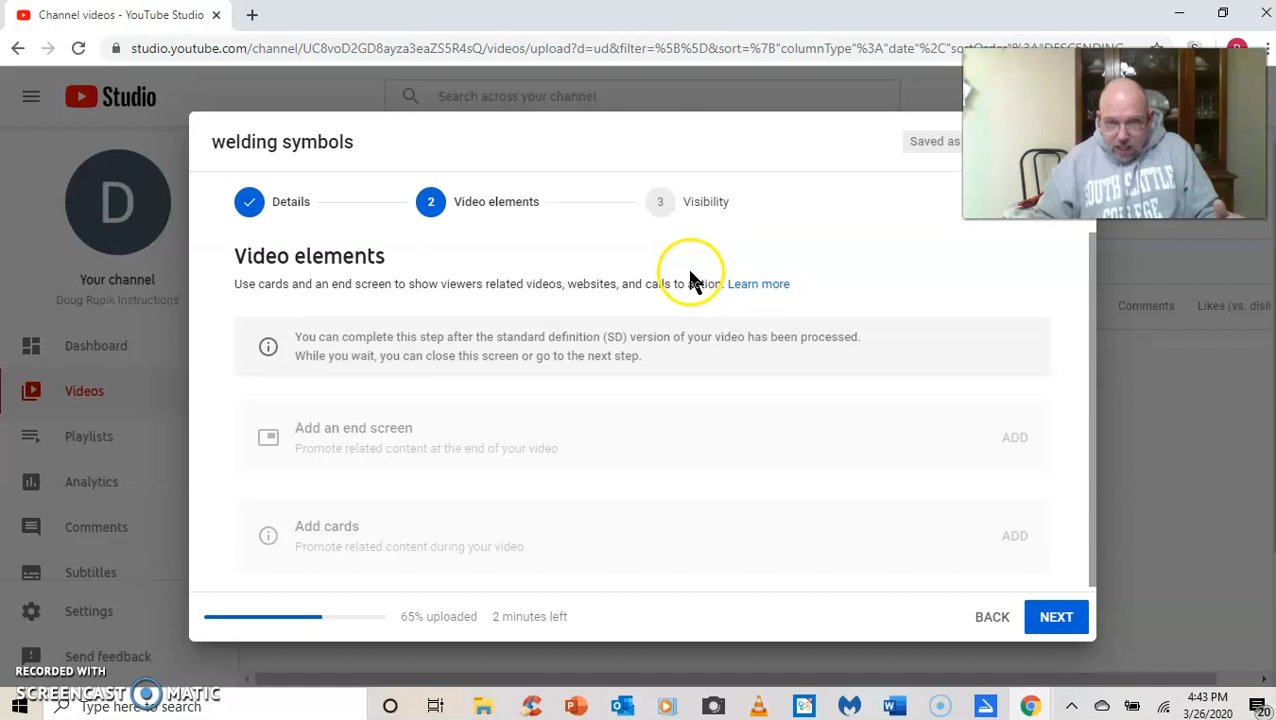 Channel videos - YouTube Studio
studio.youtube.com/channel/UC8voD2GD8ayza3eaZS5R4sQ/videos/upload?d=ud&filter=%5B%5D&sort=%7B"columnType"%3A"date"%2C"sortOrder"%3A"DESCENDING
Studio
Search across your channel
welding symbols
Saved as
SOUTH SEATTLE
COLLEGE
Details
2
Video elements
3
Visibility
D
Your channel
Doug Rupik Instructions
Video elements
Use cards and an end screen to show viewers related videos, websites, and calls to action. Learn more
Comments
Likes (vs. disli
You can complete this step after the standard definition (SD) version of your video has been processed.
While you wait, you can close this screen or go to the next step.
Dashboard
Videos
Playlists
Analytics
Comments
Subtitles
Settings
Send feedback
Add an end screen
Promote related content at the end of your video
ADD
Add cards
Promote related content during your video
ADD
65% uploaded
2 minutes left
BACK
NEXT
RECORDED WITH
SCREENCAST MATIC
Type here to search
4:43 PM
3/26/2020
20